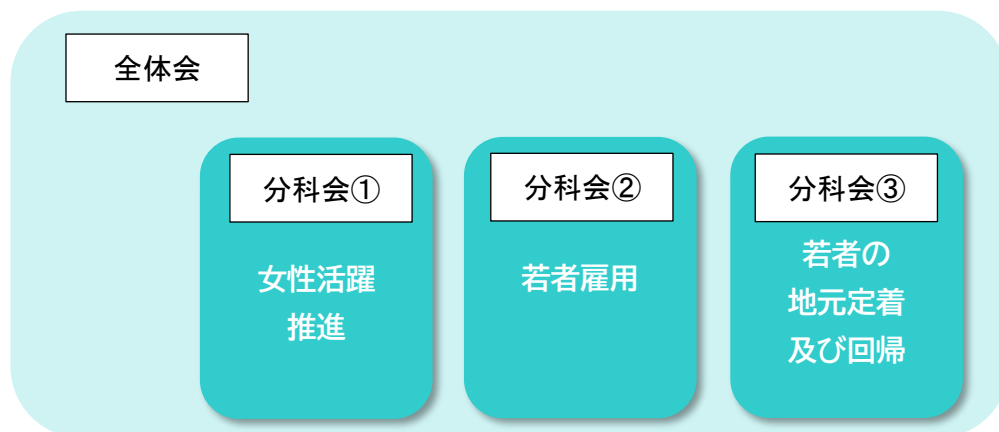 全体会
分科会①
女性活躍
推進
分科会②
若者雇用
分科会③
若者の
地元定着
及び回帰